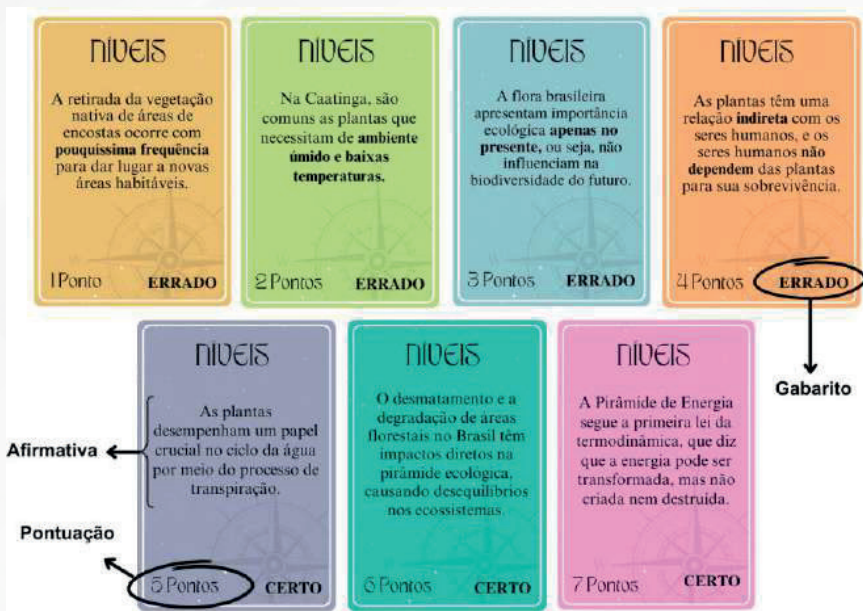 NÍVEIS
A retirada da vegetação
nativa de áreas de
encostas ocorre com
pouquíssima frequência
para dar lugar a novas
áreas habitáveis.
1 Ponto ERRADO
NÍVEIS
Na Caatinga, são
comuns as plantas que
necessitam de ambiente
úmido e baixas
temperaturas.
2 Pontos ERRADO
NÍVEIS
A flora brasileira
apresentam importância
ecológica apenas no
presente, ou seja, não
influenciam na
biodiversidade do futuro.
3 Pontos ERRADO
NÍVEIS
As plantas têm uma
relação indireta com os
seres humanos, e os
seres humanos não
dependem das plantas
para sua sobrevivência.
4 Pontos ERRADO
Gabarito
NÍVEIS
As plantas
desempenham um papel
crucial no ciclo da água
por meio do processo de
transpiração.
5 Pontos CERTO
Afirmativa
Pontuação
NÍVEIS
O desmatamento e a
degradação de áreas
florestais no Brasil têm
impactos diretos na
pirâmide ecológica,
causando desequilíbrios
nos ecossistemas.
6 Pontos CERTO
NÍVEIS
A Pirâmide de Energia
segue a primeira lei da
termodinâmica, que diz
que a energia pode ser
transformada, mas não
criada nem destruída.
7 Pontos CERTO